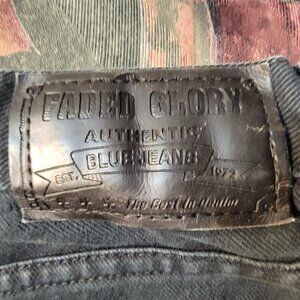 FADED GLORY
AUTHENTIC
BLUE JEANS
EST. 1972
The Best In Denim